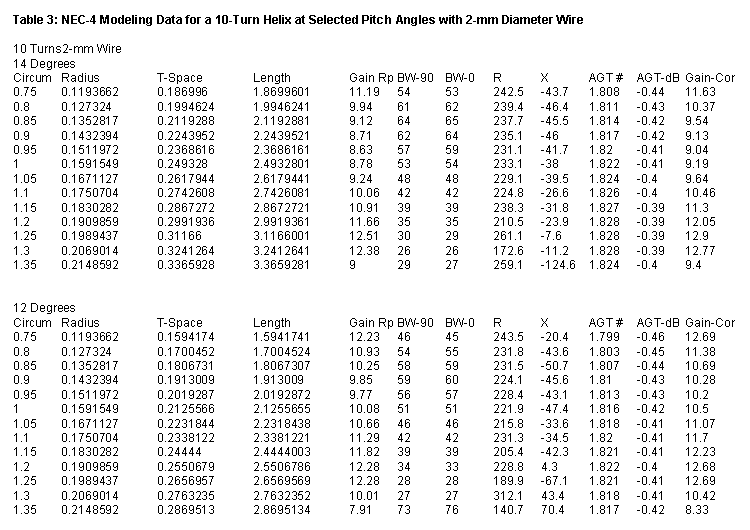 Table 3: NEC-4 Modeling Data for a 10-Turn Helix at Selected Pitch Angles with 2-mm Diameter Wire
10 Turns2-mm Wire
14 Degrees
Circum Radius T-Space Length Gain Rp BW-90 BW-0 R X AGT # AGT-dB Gain-Cor
0.75 0.1193662 0.186996 1.8699601 11.19 54 53 242.5 -43.7 1.808 -0.44 11.63
0.8 0.127324 0.1994624 1.9946241 9.94 61 62 239.4 -46.4 1.811 -0.43 10.37
0.85 0.1352817 0.2119288 2.1192881 9.12 64 65 237.7 -45.5 1.814 -0.42 9.54
0.9 0.1432394 0.2243952 2.2439521 8.71 62 64 235.1 -46 1.817 -0.42 9.13
0.95 0.1511972 0.2368616 2.3686161 8.63 57 59 231.1 -41.7 1.82 -0.41 9.04
1 0.1591549 0.249328 2.4932801 8.78 53 54 233.1 -38 1.822 -0.41 9.19
1.05 0.1671127 0.2617944 2.6179441 9.24 48 48 229.1 -39.5 1.824 -0.4 9.64
1.1 0.1750704 0.2742608 2.7426081 10.06 42 42 224.8 -26.6 1.826 -0.4 10.46
1.15 0.1830282 0.2867272 2.8672721 10.91 39 39 238.3 -31.8 1.827 -0.39 11.3
1.2 0.1909859 0.2991936 2.9919361 11.66 35 35 210.5 -23.9 1.828 -0.39 12.05
1.25 0.1989437 0.31166 3.1166001 12.51 30 29 261.1 -7.6 1.828 -0.39 12.9
1.3 0.2069014 0.3241264 3.2412641 12.38 26 26 172.6 -11.2 1.828 -0.39 12.77
1.35 0.2148592 0.3365928 3.3659281 9 29 27 259.1 -124.6 1.824 -0.4 9.4
12 Degrees
Circum Radius T-Space Length Gain Rp BW-90 BW-0 R X AGT # AGT-dB Gain-Cor
0.75 0.1193662 0.1594174 1.5941741 12.23 46 45 243.5 -20.4 1.799 -0.46 12.69
0.8 0.127324 0.1700452 1.7004524 10.93 54 55 231.8 -43.6 1.803 -0.45 11.38
0.85 0.1352817 0.1806731 1.8067307 10.25 58 59 231.5 -50.7 1.807 -0.44 10.69
0.9 0.1432394 0.1913009 1.913009 9.85 59 60 224.1 -45.6 1.81 -0.43 10.28
0.95 0.1511972 0.2019287 2.0192872 9.77 56 57 228.4 -43.1 1.813 -0.43 10.2
1 0.1591549 0.2125566 2.1255655 10.08 51 51 221.9 -47.4 1.816 -0.42 10.5
1.05 0.1671127 0.2231844 2.2318438 10.66 46 46 215.8 -33.6 1.818 -0.41 11.07
1.1 0.1750704 0.2338122 2.3381221 11.29 42 42 231.3 -34.5 1.82 -0.41 11.7
1.15 0.1830282 0.24444 2.4444003 11.82 39 39 205.4 -42.3 1.821 -0.41 12.23
1.2 0.1909859 0.2550679 2.5506786 12.28 34 33 228.8 4.3 1.822 -0.4 12.68
1.25 0.1989437 0.2656957 2.6569569 12.28 28 28 189.9 -67.1 1.821 -0.41 12.69
1.3 0.2069014 0.2763235 2.7632352 10.01 27 27 312.1 43.4 1.818 -0.41 10.42
1.35 0.2148592 0.2869513 2.8695134 7.91 73 76 140.7 70.4 1.817 -0.42 8.33